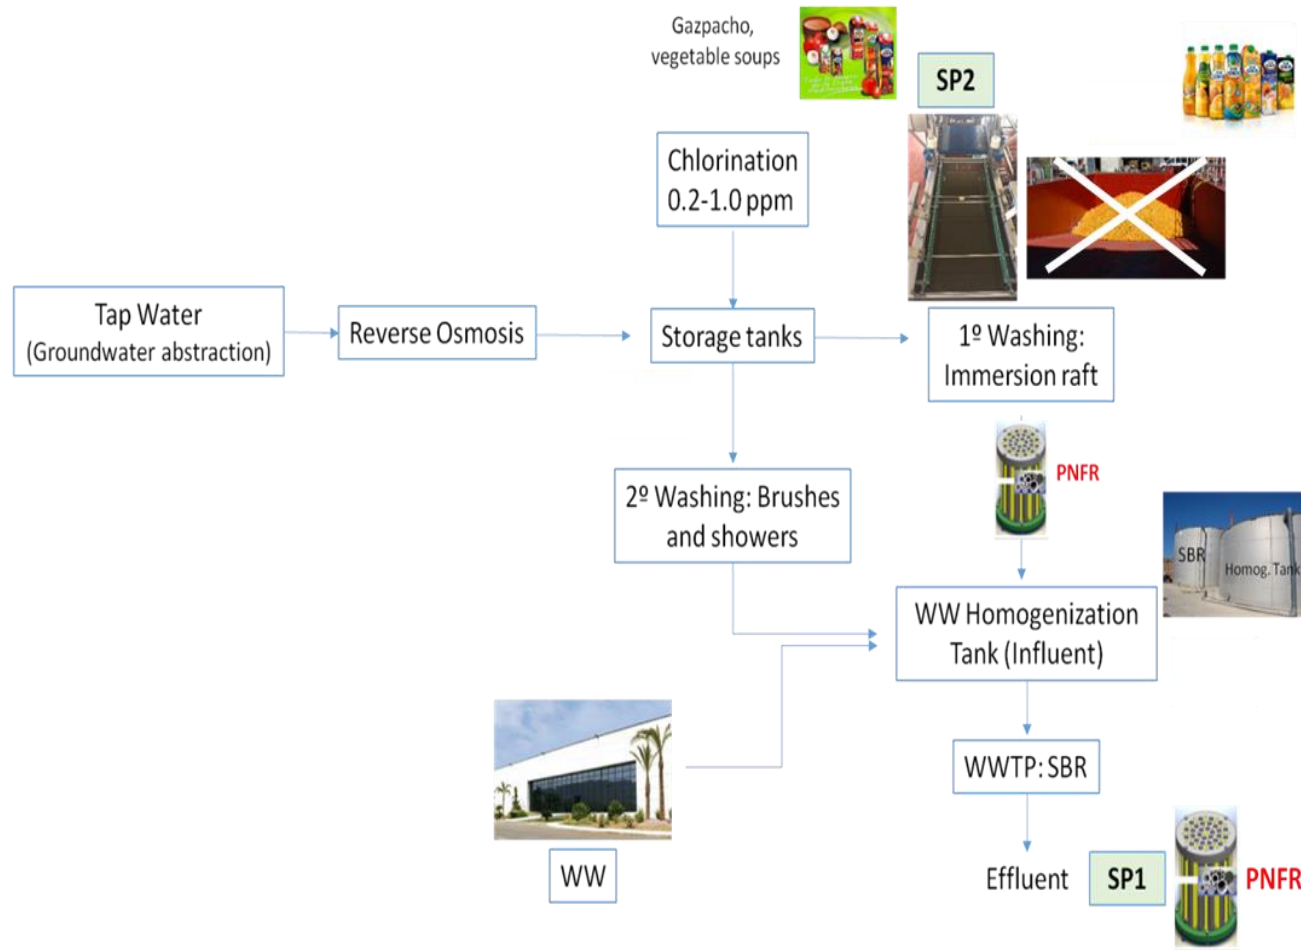 Gazpacho,
vegetable soups
SP2
Chlorination
0.2-1.0 ppm
Tap Water
(Groundwater abstraction)
Reverse Osmosis
Storage tanks
1º Washing:
Immersion raft
PNFR
2º Washing: Brushes
and showers
SBR
Homog. Tank
WW Homogenization
Tank (Influent)
WWTP: SBR
WW
Effluent
SP1
PNFR